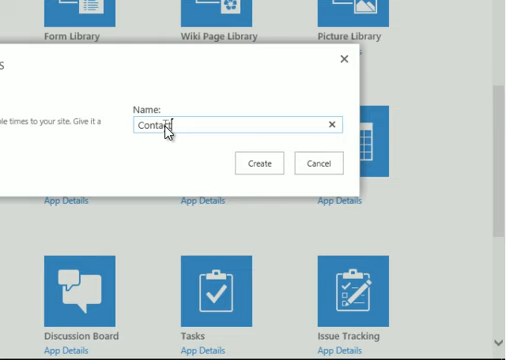 Form Library
Wiki Page Library
Picture Library
S
Name:
ple times to your site. Give it a
Contact
Create
Cancel
App Details
App Details
App Details
Discussion Board
Tasks
Issue Tracking
App Details
App Details
App Details